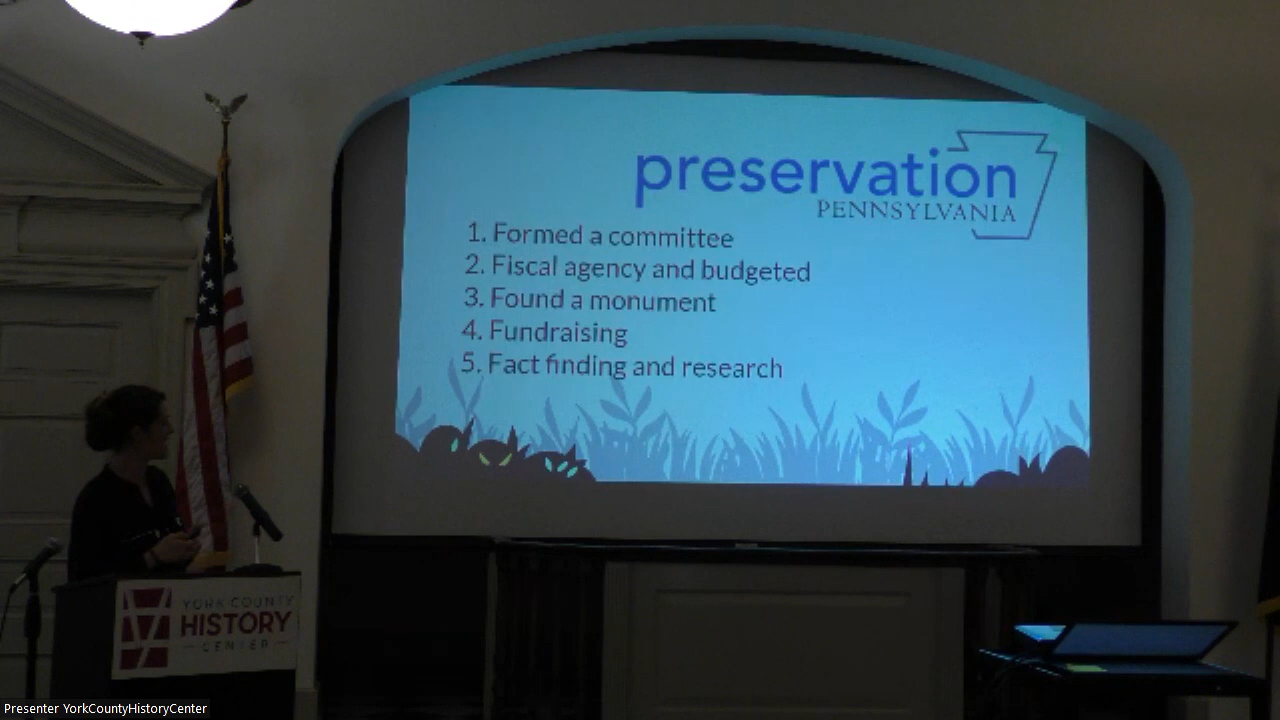 preservation
PENNSYLVANIA
1. Formed a committee
2. Fiscal agency and budgeted
3. Found a monument
4. Fundraising
5. Fact finding and research
YORK COUNTY
HISTORY
CENTER
Presenter YorkCountyHistoryCenter